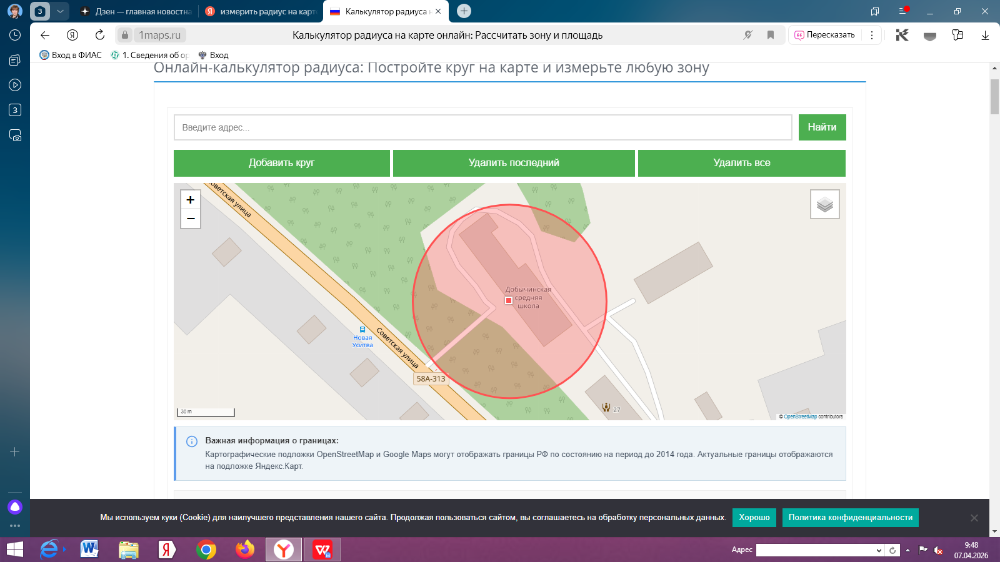 3
Дзен — главная новостна
Я
измерить радиус на карт
Калькулятор радиуса н
Я
1maps.ru
Калькулятор радиуса на карте онлайн: Рассчитать зону и площадь
Пересказать
Вход в ФИАС
1. Сведения об ор
Вход
3
Онлайн-калькулятор радиуса: Постройте круг на карте и измерьте любую зону
Введите адрес...
Найти
Добавить круг
Удалить последний
Удалить все
+
−
Советская улица
Добычинская
средняя
школа
Новая
Уситва
Советская улица
58А-313
27
30 m
© OpenStreetMap contributors
Важная информация о границах:
Картографические подложки OpenStreetMap и Google Maps могут отображать границы РФ по состоянию на период до 2014 года. Актуальные границы отображаются
на подложке Яндекс.Карт.
Мы используем куки (Cookie) для наилучшего представления нашего сайта. Продолжая пользоваться сайтом, вы соглашаетесь на обработку персональных данных.
Хорошо
Политика конфиденциальности
Адрес
9:48
07.04.2026